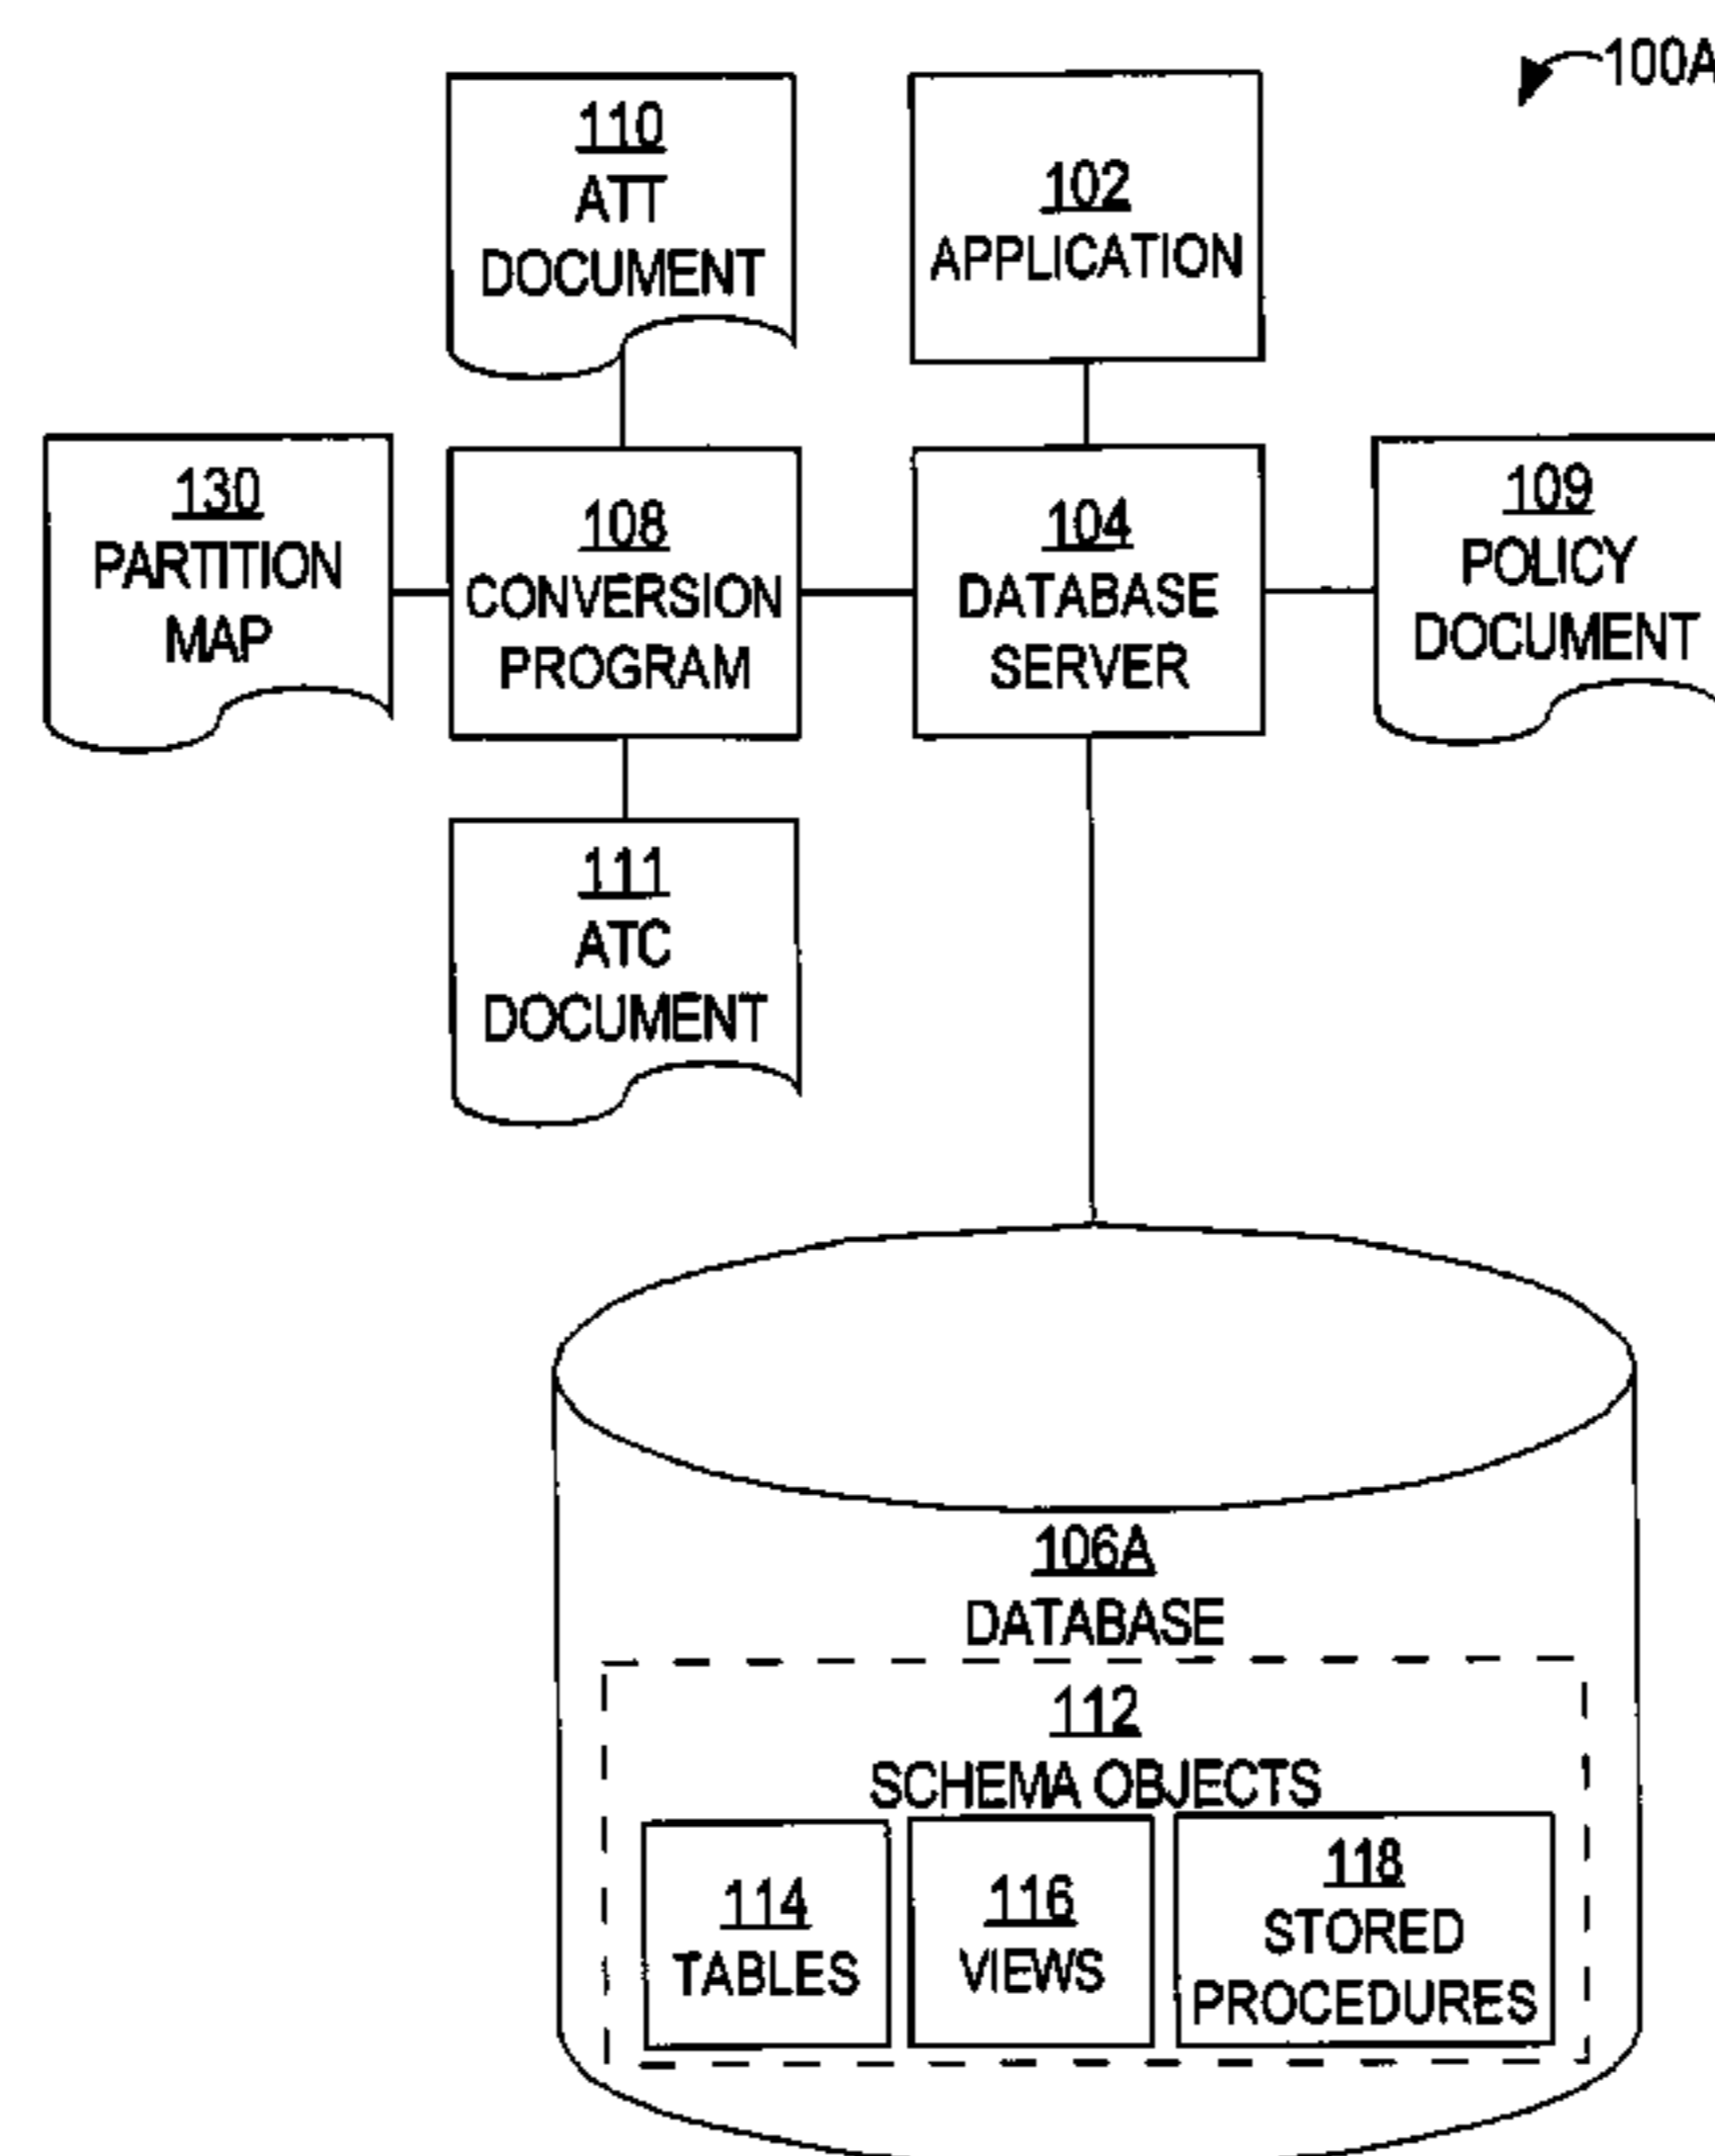 100A
110
ATT
DOCUMENT
102
APPLICATION
130
PARTITION
MAP
108
CONVERSION
PROGRAM
104
DATABASE
SERVER
109
POLICY
DOCUMENT
111
ATC
DOCUMENT
106A
DATABASE
112
SCHEMA OBJECTS
114
TABLES
116
VIEWS
118
STORED
PROCEDURES